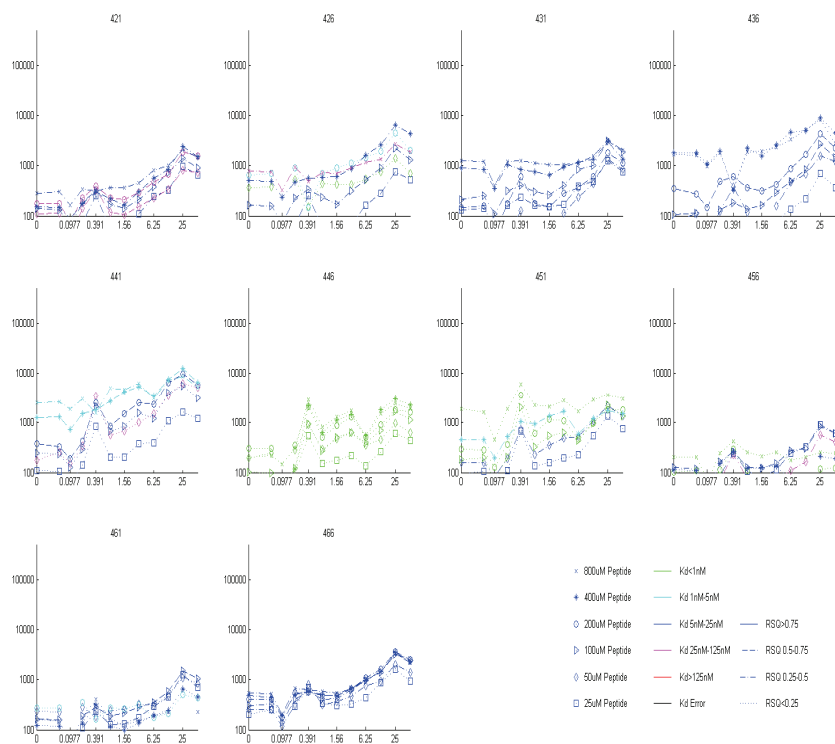 421 426 431 436
100000 100000 100000 100000
10000 10000 10000 10000
1000 1000 1000 1000
100 100 100 100
0 0.0977 0.391 1.56 6.25 25 0 0.0977 0.391 1.56 6.25 25 0 0.0977 0.391 1.56 6.25 25 0 0.0977 0.391 1.56 6.25 25
441 446 451 456
100000 100000 100000 100000
10000 10000 10000 10000
1000 1000 1000 1000
100 100 100 100
0 0.0977 0.391 1.56 6.25 25 0 0.0977 0.391 1.56 6.25 25 0 0.0977 0.391 1.56 6.25 25 0 0.0977 0.391 1.56 6.25 25
461 466
100000 100000
10000 10000
1000 1000
100 100
0 0.0977 0.391 1.56 6.25 25 0 0.0977 0.391 1.56 6.25 25
800uM Peptide Kd<1nM
400uM Peptide Kd 1nM-5nM
200uM Peptide Kd 5nM-25nM RSQ>0.75
100uM Peptide Kd 25nM-125nM RSQ 0.5-0.75
50uM Peptide Kd>125nM RSQ 0.25-0.5
25uM Peptide Kd Error RSQ<0.25